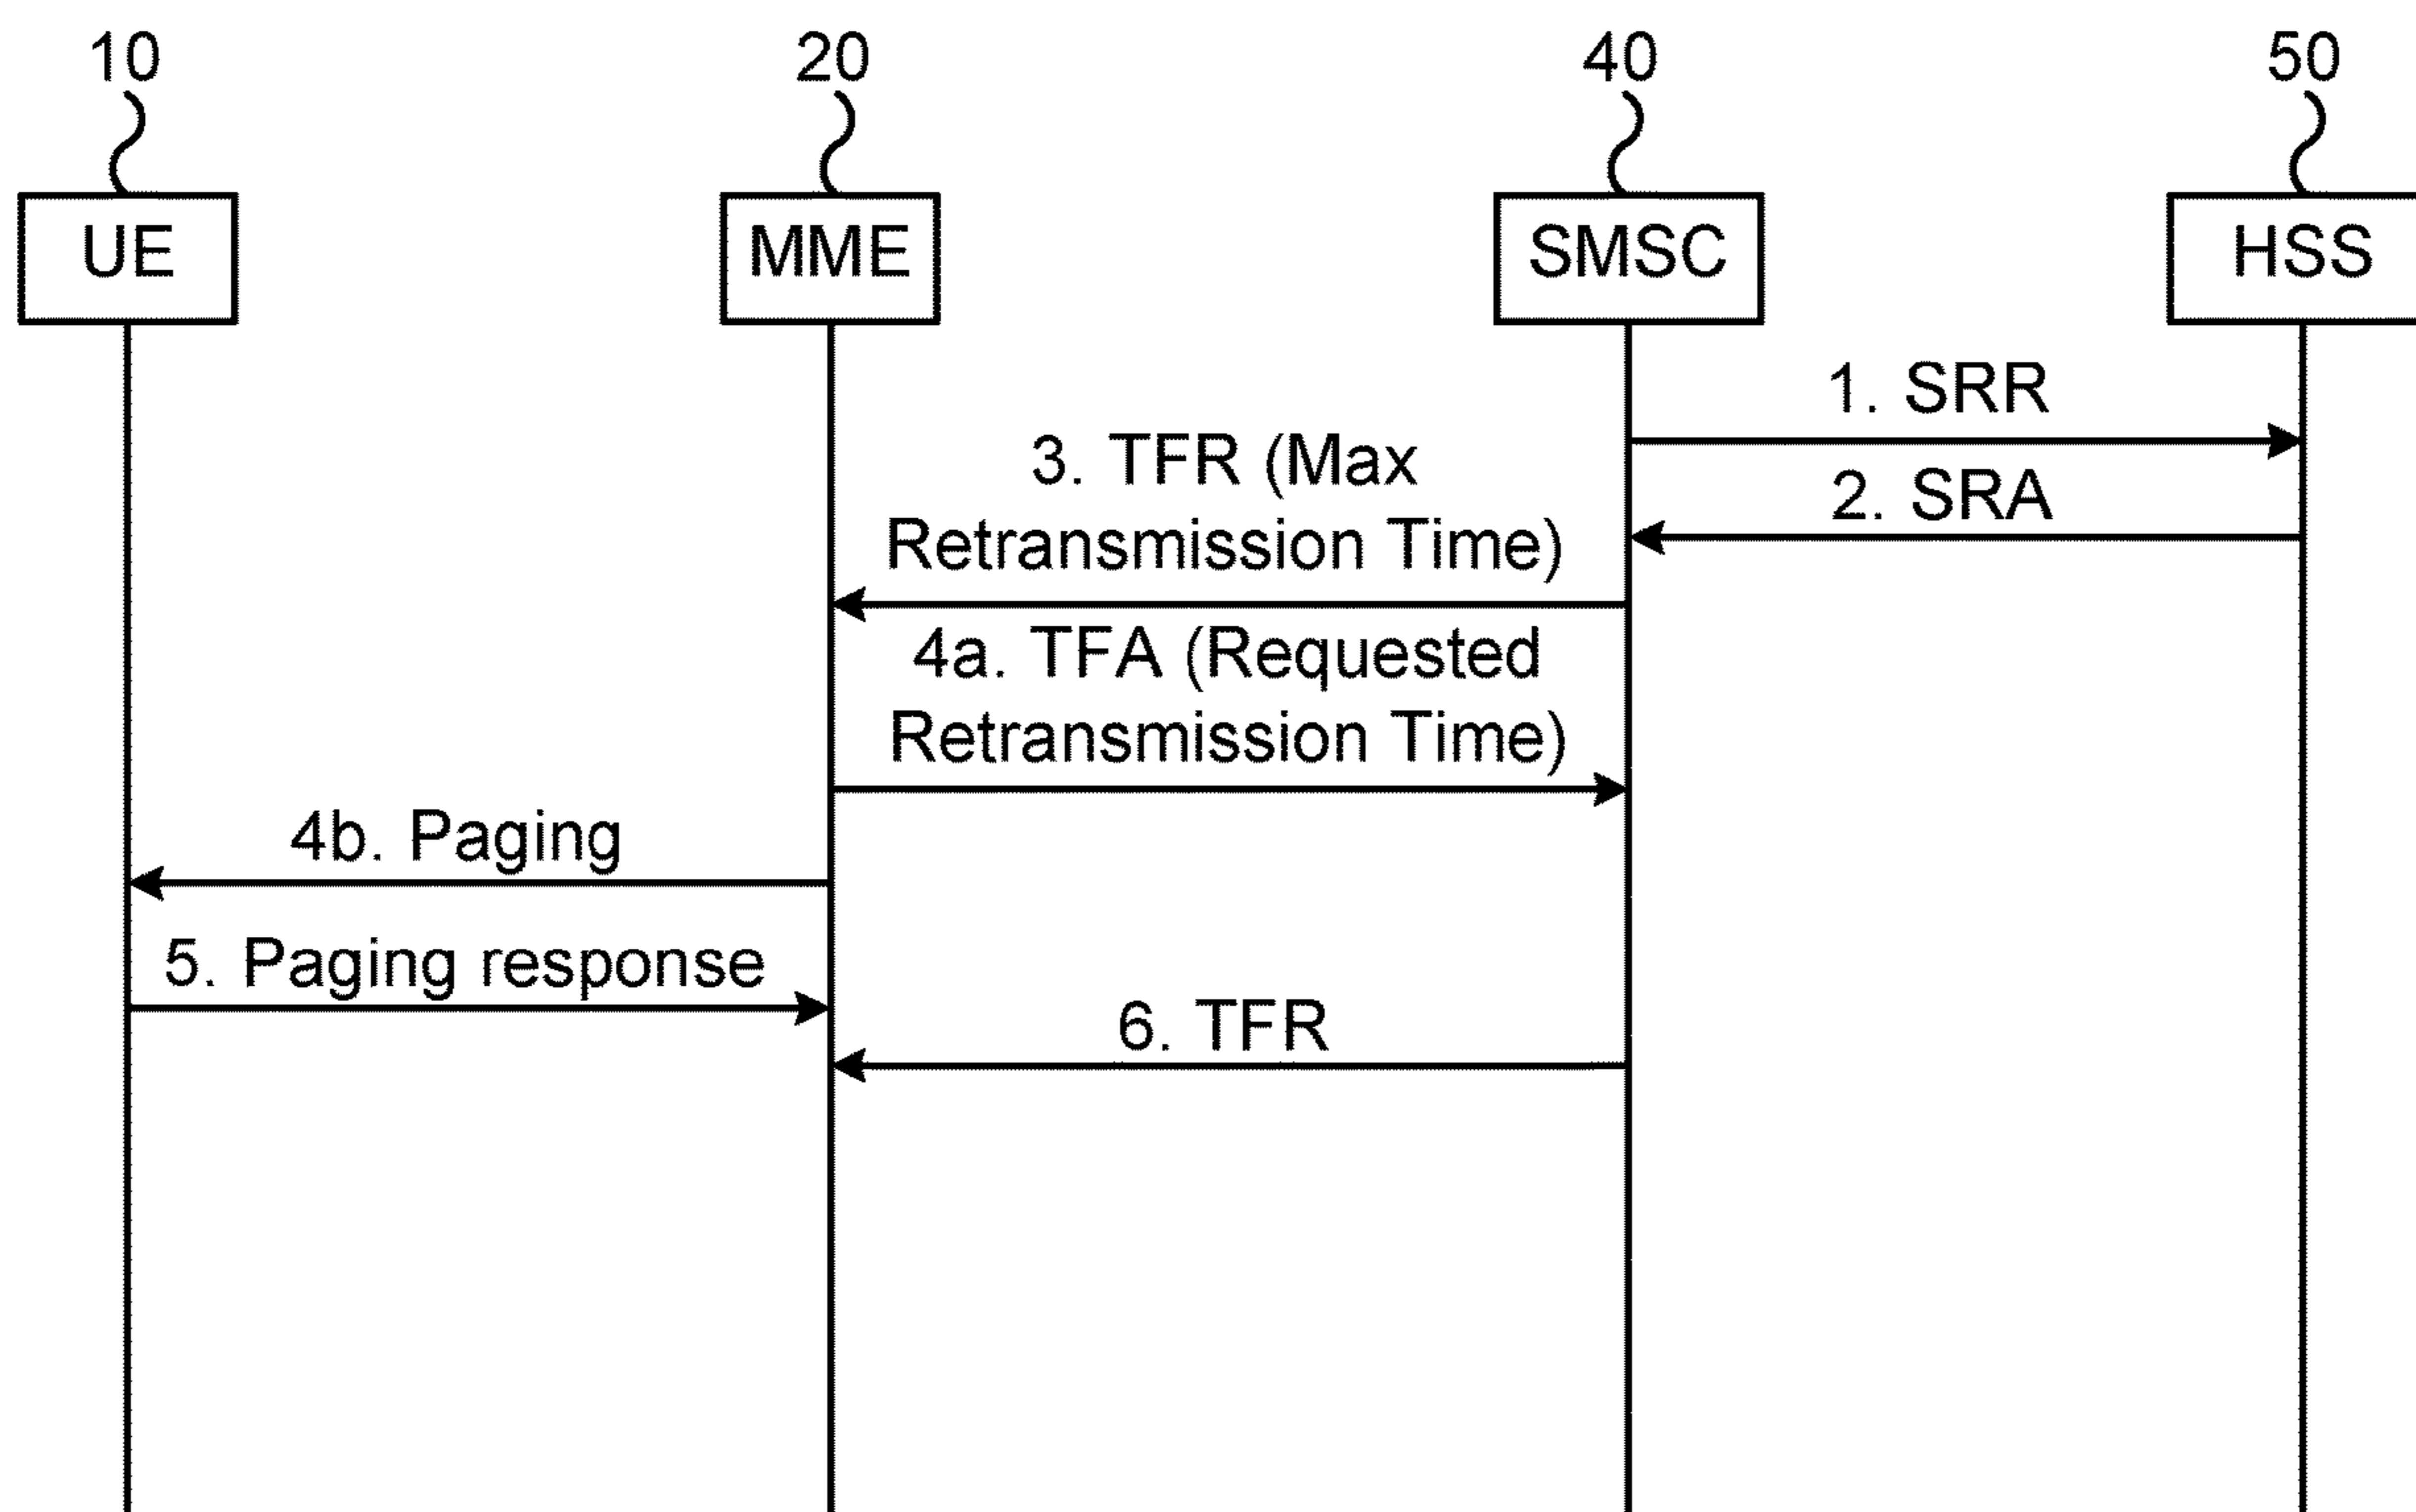 10
20
40
50
UE
MME
SMSC
HSS
1. SRR
3. TFR (Max
Retransmission Time)
2. SRA
4a. TFA (Requested
Retransmission Time)
4b. Paging
5. Paging response
6. TFR